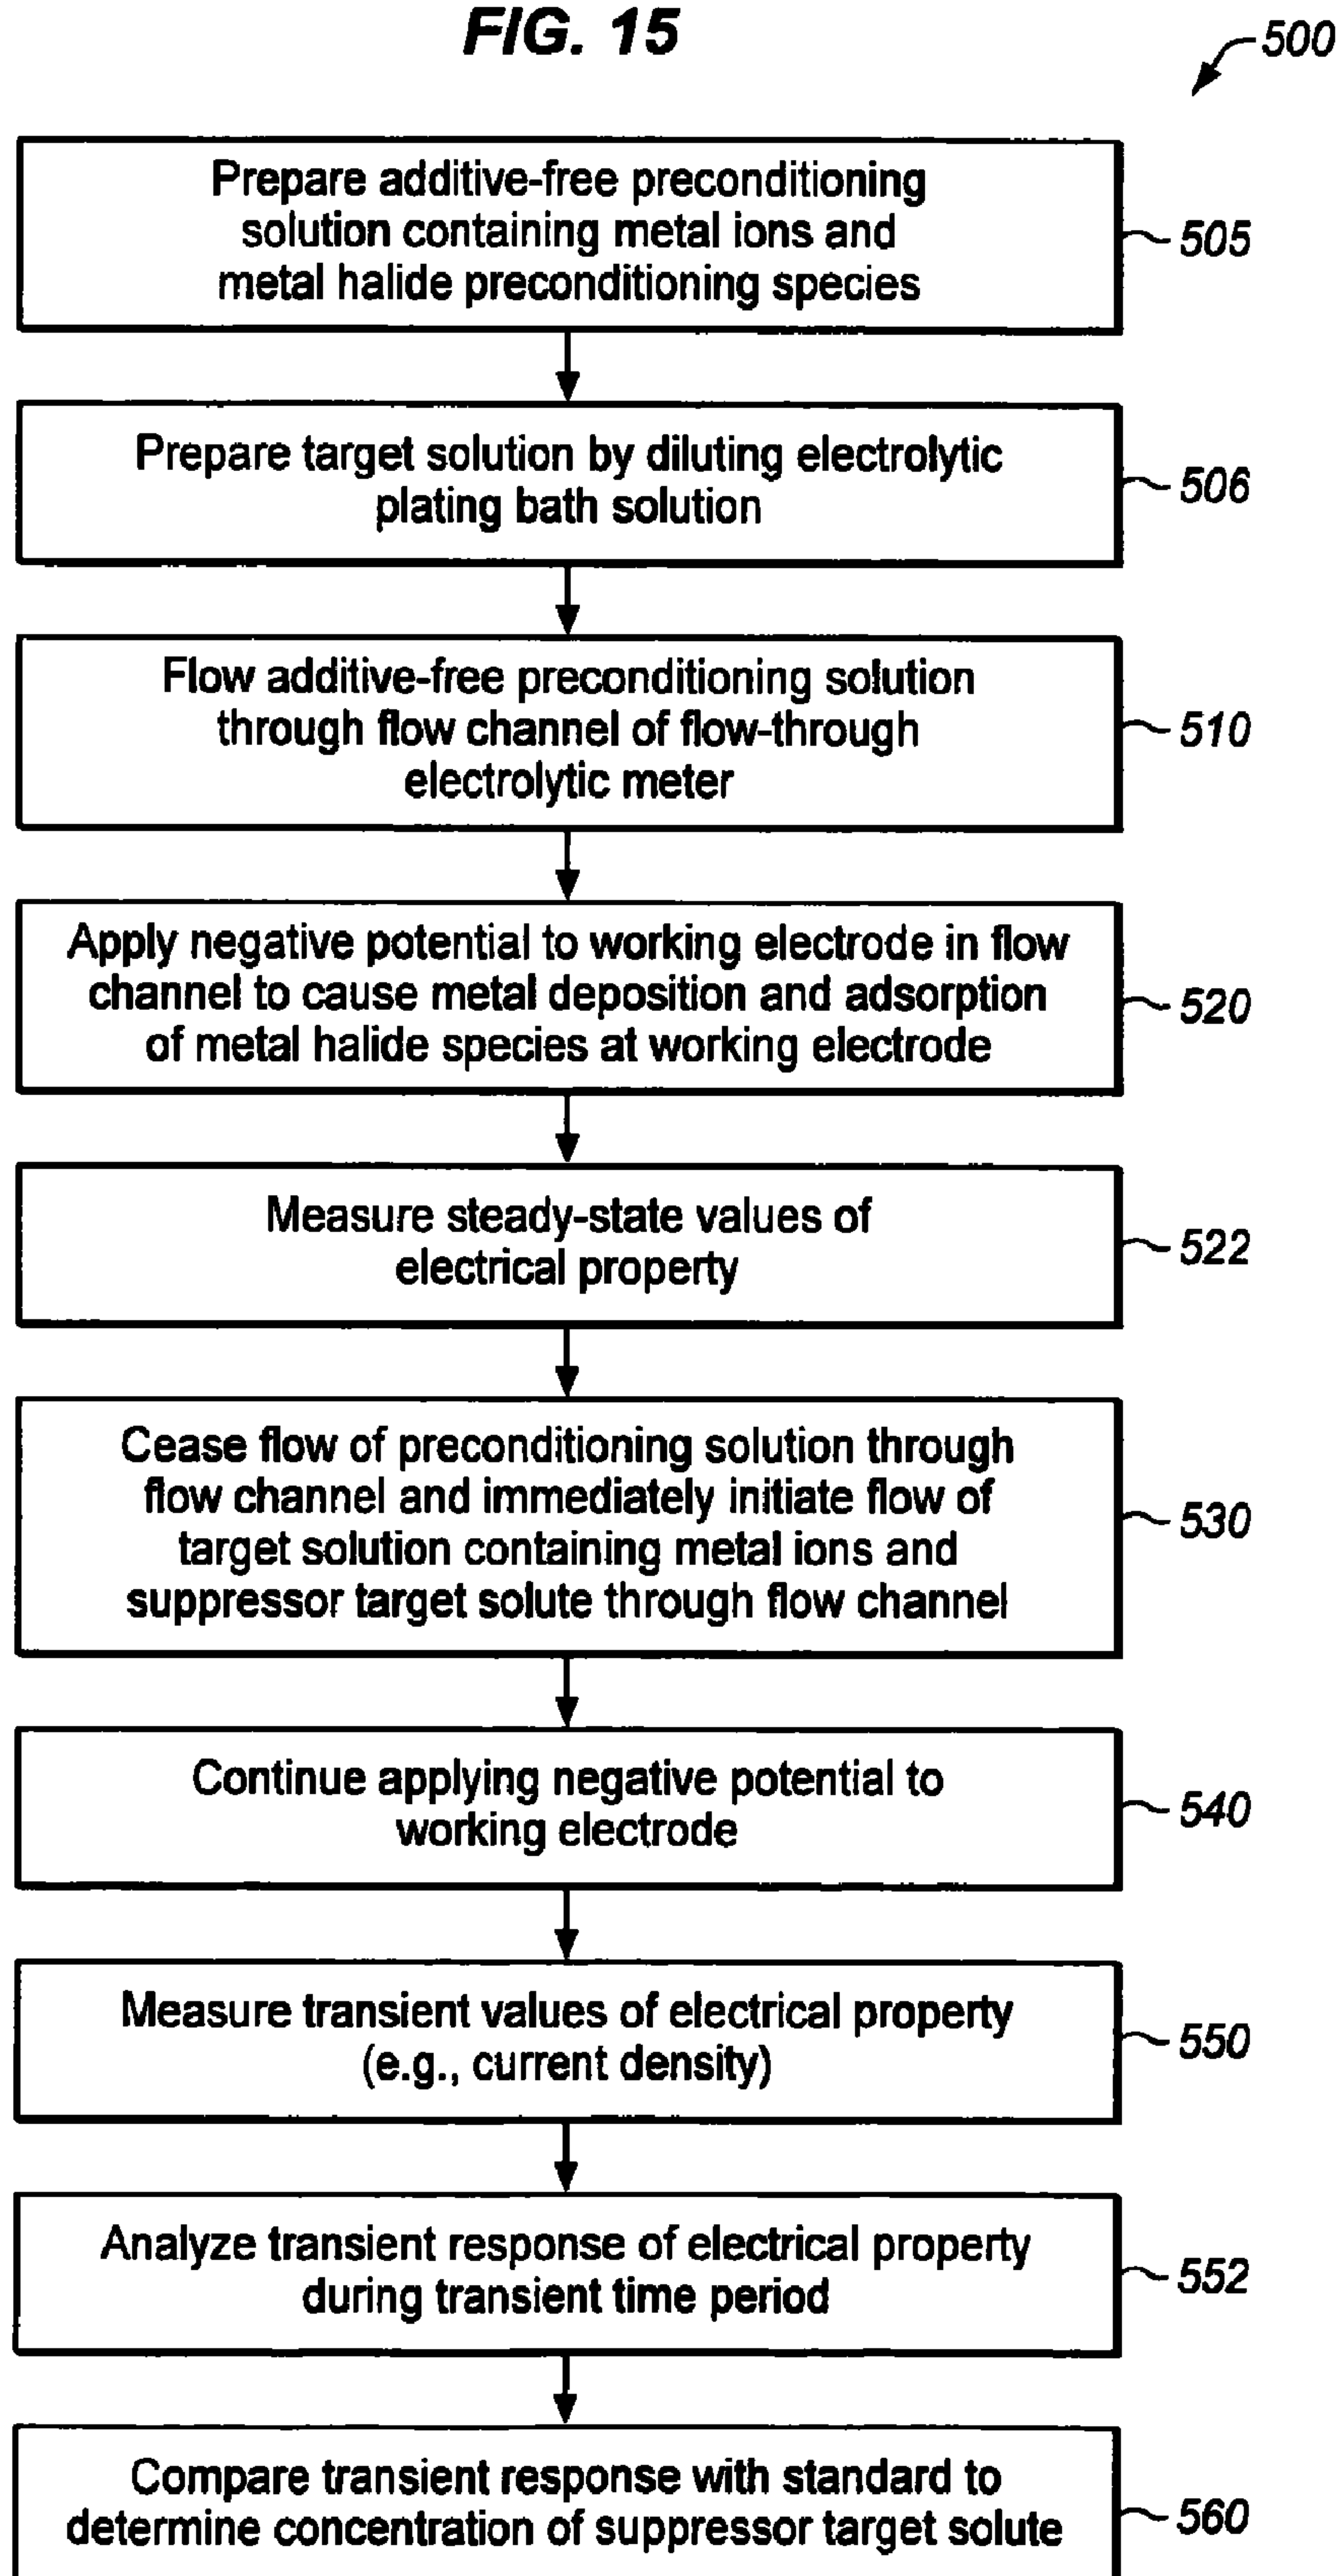 FIG. 15
500
Prepare additive-free preconditioning
solution containing metal ions and
metal halide preconditioning species
505
Prepare target solution by diluting electrolytic
plating bath solution
506
Flow additive-free preconditioning solution
through flow channel of flow-through
electrolytic meter
510
Apply negative potential to working electrode in flow
channel to cause metal deposition and adsorption
of metal halide species at working electrode
520
Measure steady-state values of
electrical property
522
Cease flow of preconditioning solution through
flow channel and immediately initiate flow of
target solution containing metal ions and
suppressor target solute through flow channel
530
Continue applying negative potential to
working electrode
540
Measure transient values of electrical property
(e.g., current density)
550
Analyze transient response of electrical property
during transient time period
552
Compare transient response with standard to
determine concentration of suppressor target solute
560